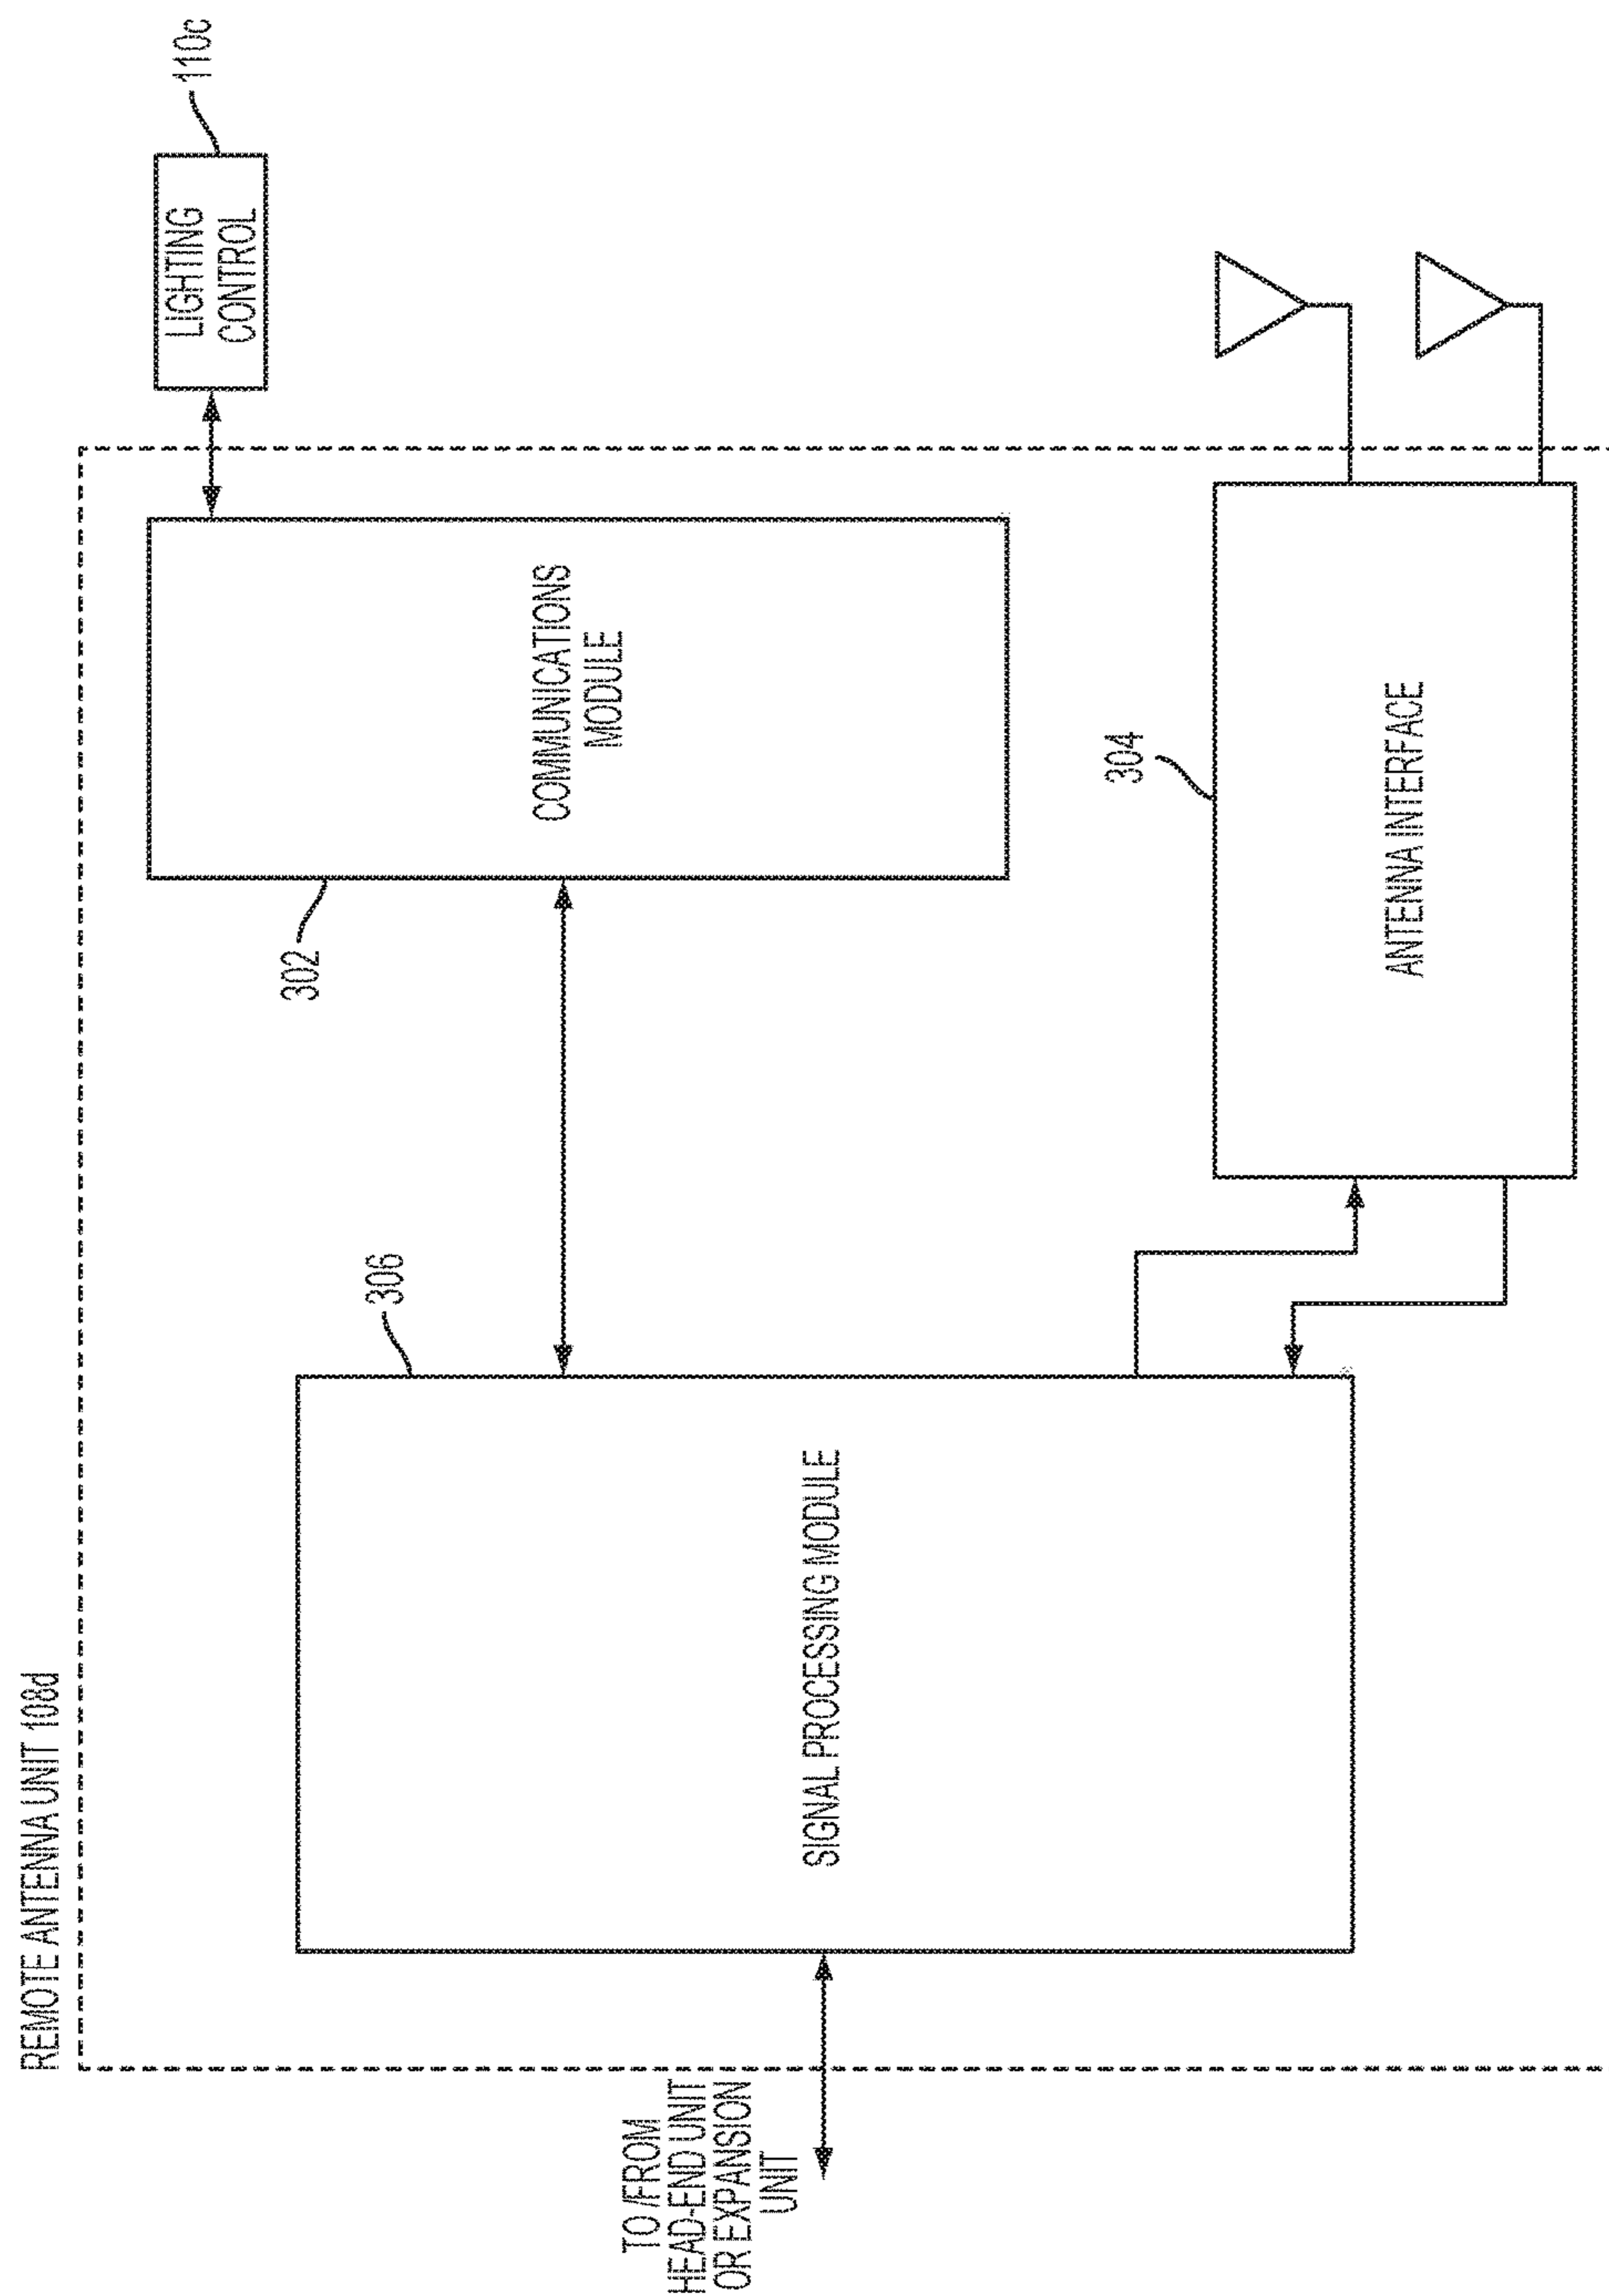 REMOTE ANTENNA UNIT 108d
110c
LIGHTING
CONTROL
302
COMMUNICATIONS
MODULE
306
SIGNAL PROCESSING MODULE
TO /FROM
HEAD-END UNIT
OR EXPANSION
UNIT
304
ANTENNA INTERFACE